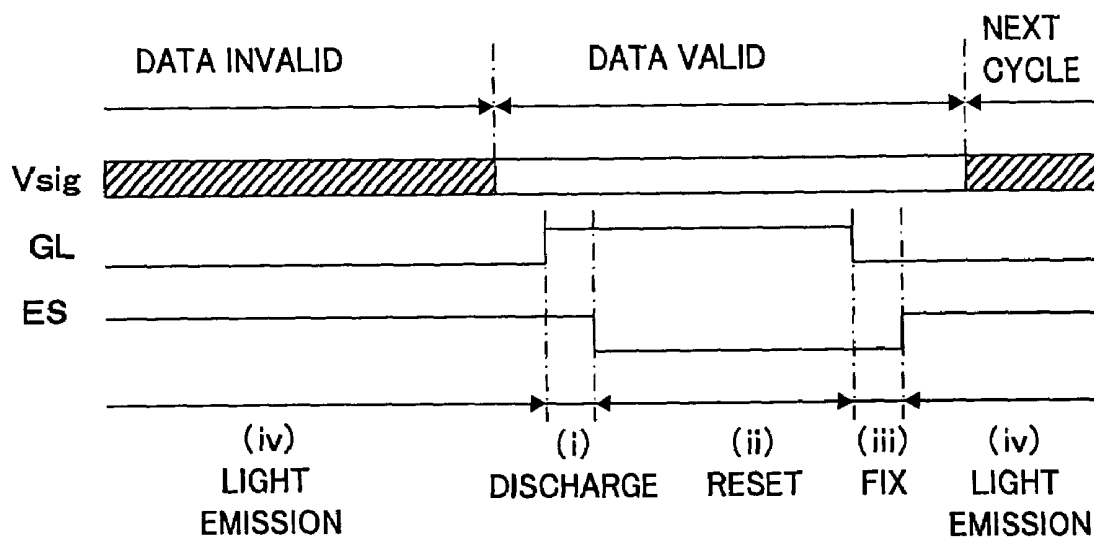 DATA INVALID
DATA VALID
NEXT
CYCLE
Vsig
GL
ES
(iv)
LIGHT
EMISSION
(i)
DISCHARGE
(ii)
RESET
(iii)
FIX
(iv)
LIGHT
EMISSION